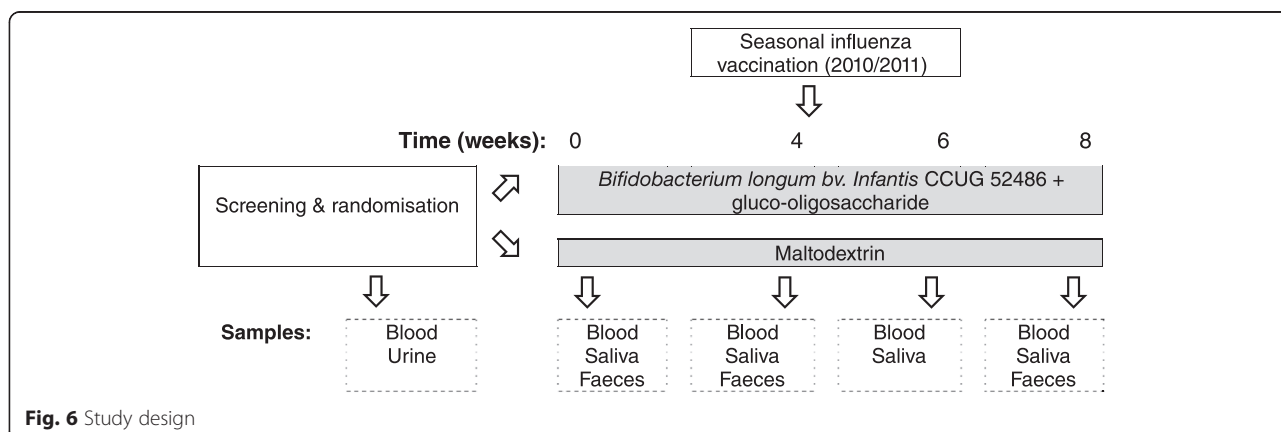 Seasonal influenza
vaccination (2010/2011)
Time (weeks): 0 4 6 8
Screening & randomisation
Bifidobacterium longum bv. Infantis CCUG 52486 +
gluco-oligosaccharide
Maltodextrin
Samples:
Blood
Urine
Blood
Saliva
Faeces
Blood
Saliva
Faeces
Blood
Saliva
Blood
Saliva
Faeces
Fig. 6 Study design